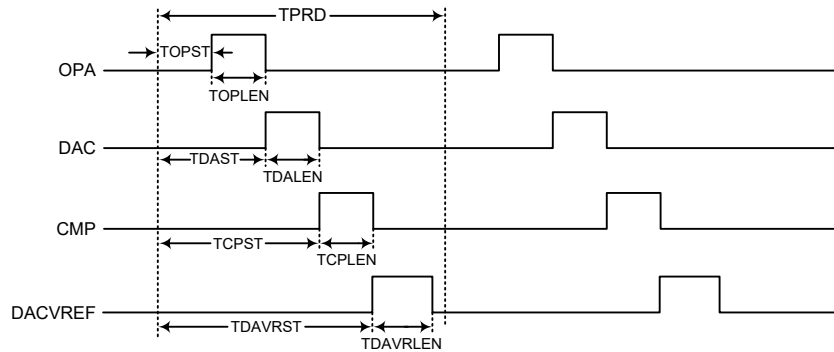 TPRD
TOPST
OPA
TOPLEN
DAC
TDAST
TDALEN
CMP
TCPST
TCPLEN
DACVREF
TDAVRST
TDAVRLEN